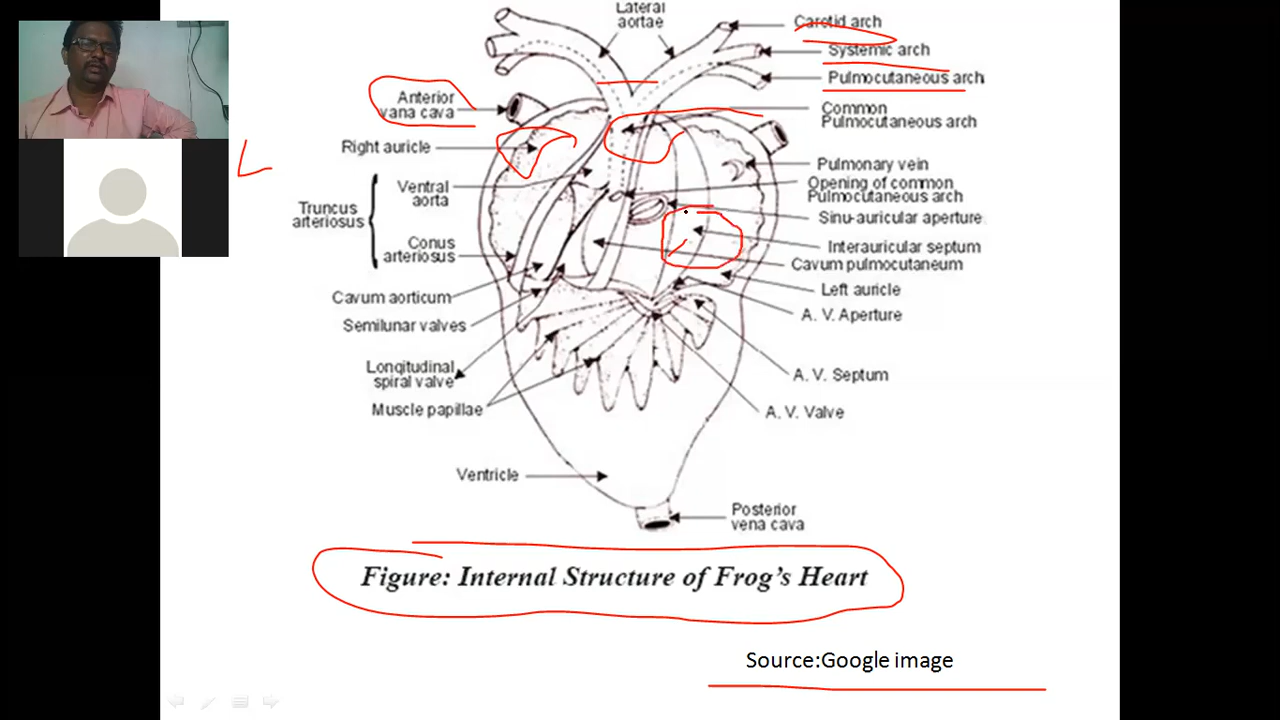 Lateral
aortae
Carotid arch
Systemic arch
Pulmocutaneous arch
Anterior
vana cava
Common
Pulmocutaneous arch
Right auricle
Pulmonary vein
Ventral
aorta
Opening of common
Pulmocutaneous arch
Truncus
arteriosus
Sinu-auricular aperture
Conus
arteriosus
Interauricular septum
Cavum pulmocutaneum
Cavum aorticum
Left auricle
Semilunar valves
A. V. Aperture
Longitudinal
spiral valve
A. V. Septum
Muscle papillae
A. V. Valve
Ventricle
Posterior
vena cava
Figure: Internal Structure of Frog's Heart
Source:Google image